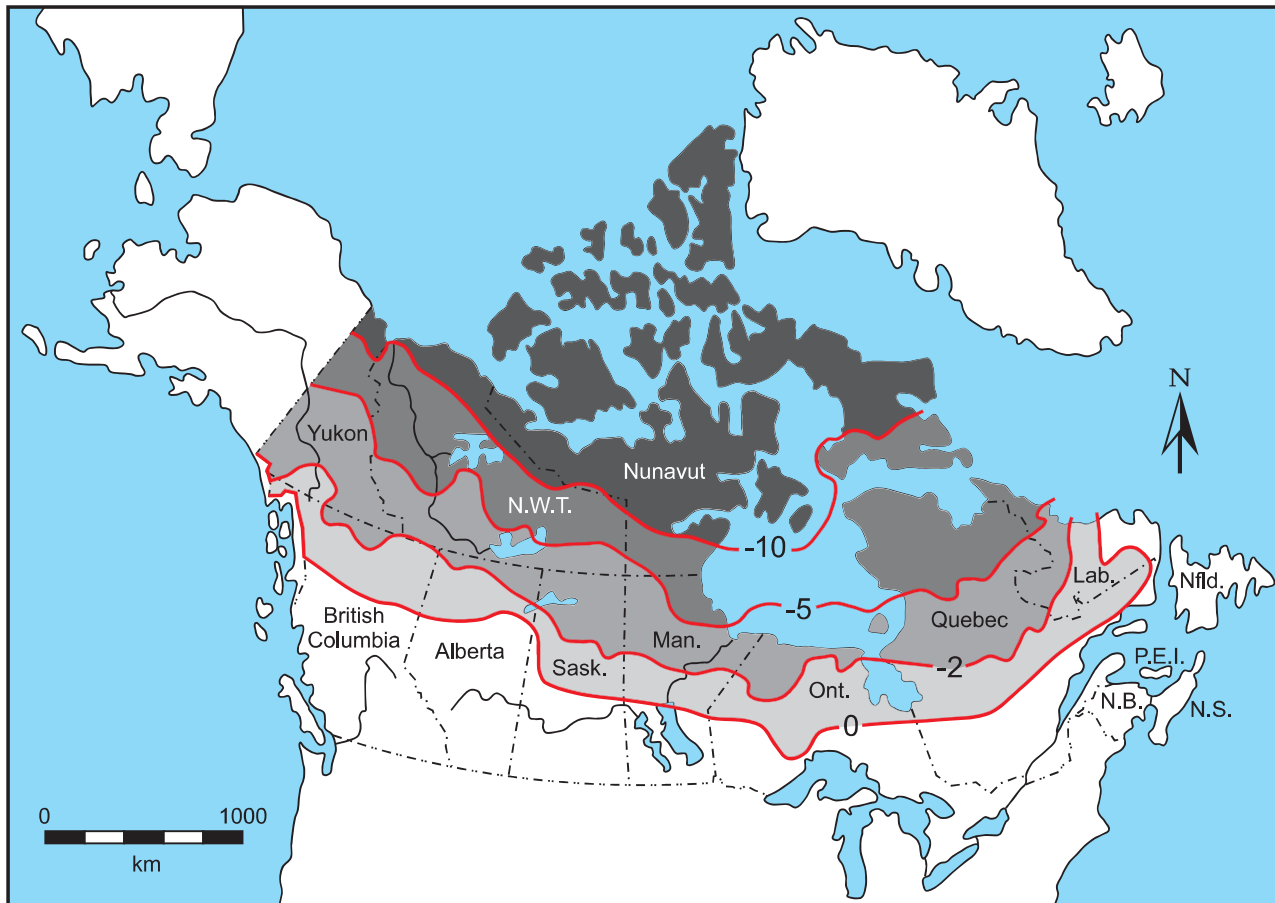 N
Yukon
Nunavut
N.W.T.
-10
-5
Lab.
Nfld.
British
Columbia
Quebec
Man.
Alberta
Sask.
-2
P.E.I.
Ont.
N.B.
N.S.
0
0 1000
km